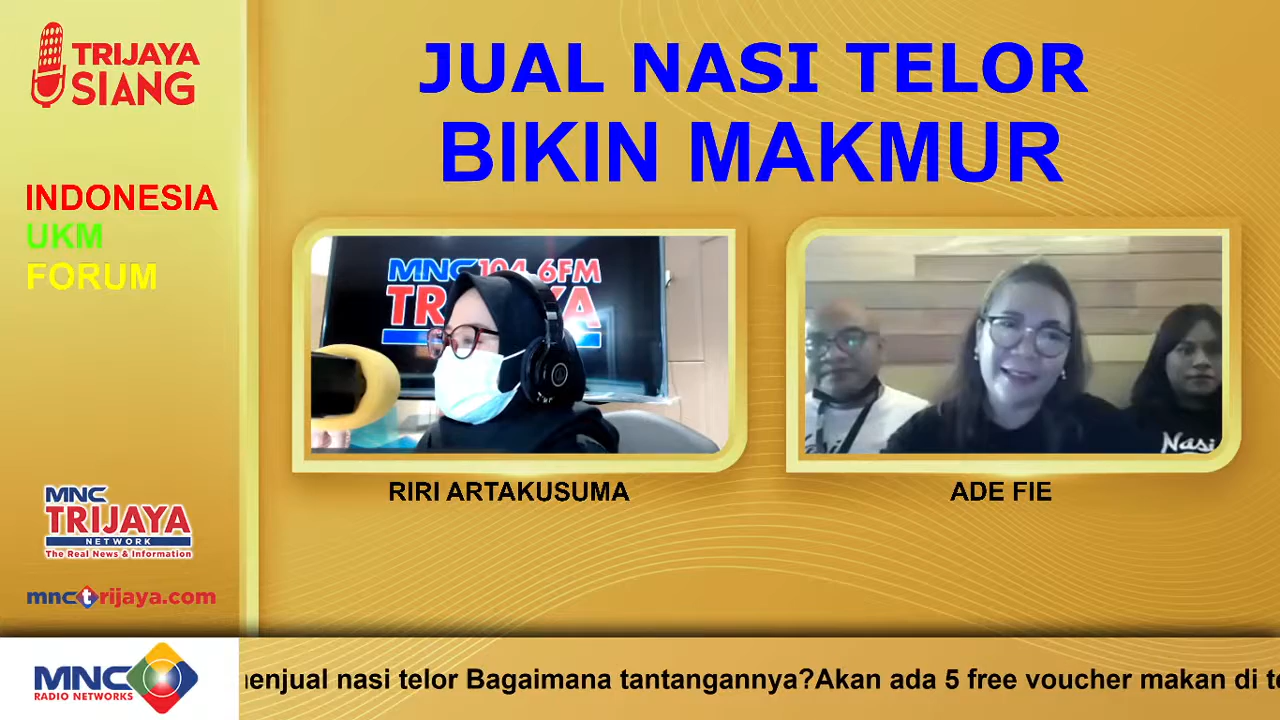 TRIJAYA
SIANG
INDONESIA
UKM
FORUM
JUAL NASI TELOR
BIKIN MAKMUR
MNC 104.6FM
RIRI ARTAKUSUMA
Nasi
ADE FIE
MNC
TRIJAYA
NETWORK
The Real News & Information
mnctrijaya.com
MNC
RADIO NETWORKS
nenjual nasi telor Bagaimana tantangannya?Akan ada 5 free voucher makan di te